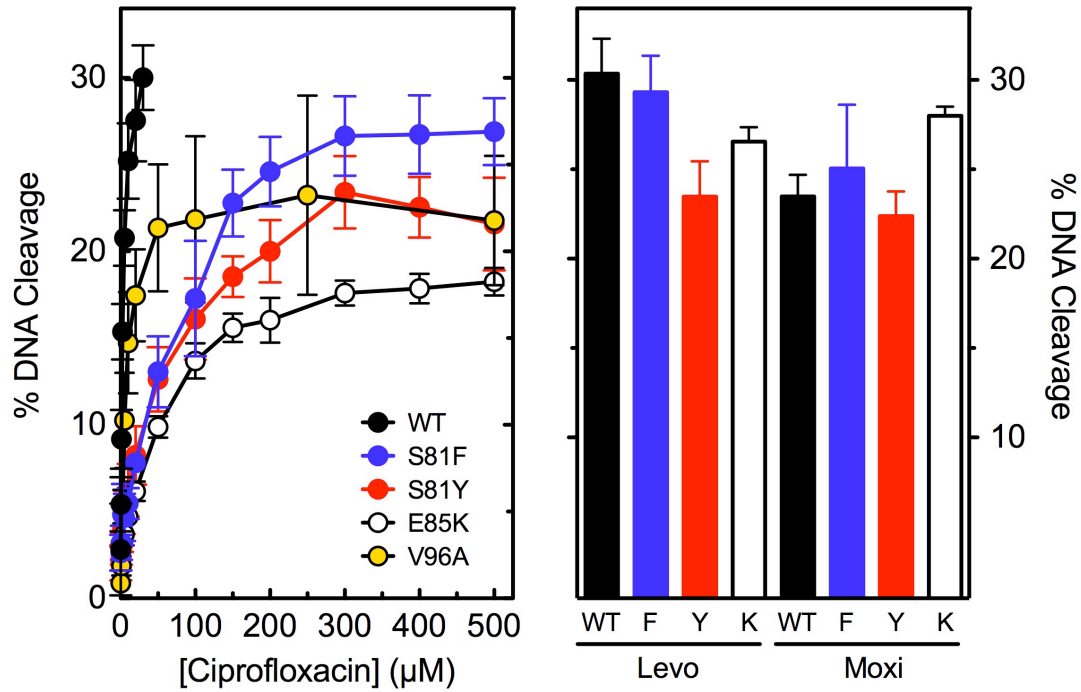 % DNA Cleavage
30
20
10
0
0 100 200 300 400 500
[Ciprofloxacin] (µM)
WT
S81F
S81Y
E85K
V96A
30
20
10
% DNA Cleavage
WT F Y K WT F Y K
Levo Moxi